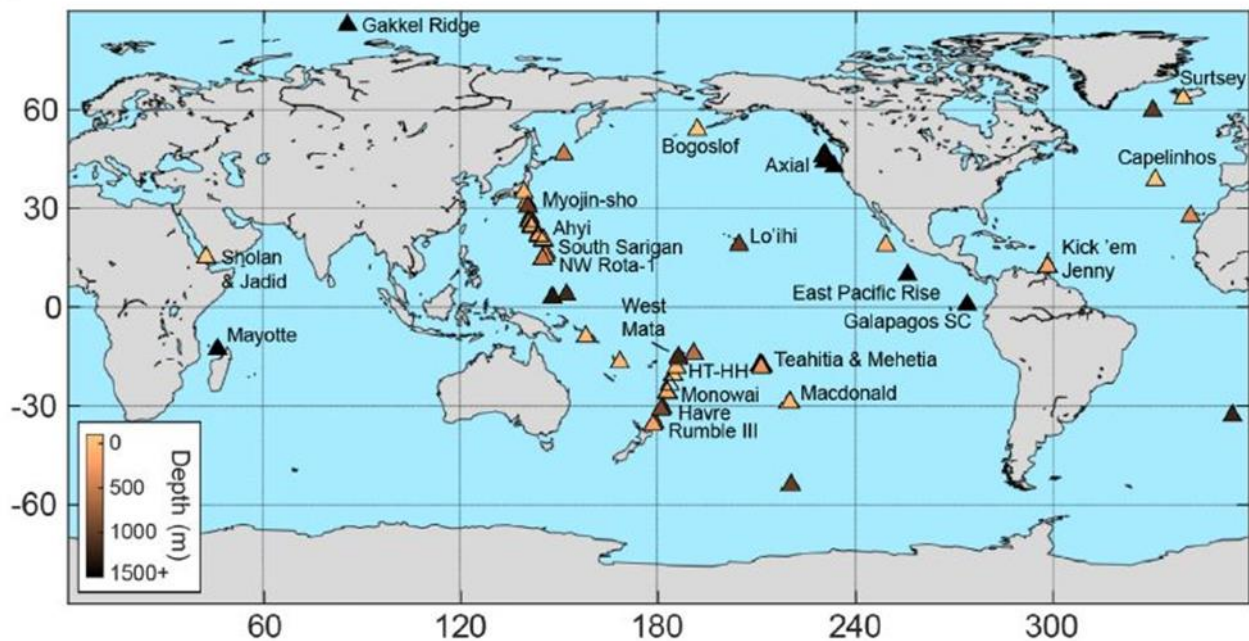 Gakkel Ridge
Surtsey
60
Bogoslof
Axial
Capelinhos
30
Myojin-sho
Ahyi
Lo'ihi
South Sarigan
Kick 'em
Sholan
NW Rota-1
Jenny
& Jadid
East Pacific Rise
0
West
Galapagos SC
Mata
Mayotte
HT-HH
Teahitia & Mehetia
Monowai
Macdonald
-30
Havre
Rumble III
0
500
1000
1500+
Depth (m)
-60
60
120
180
240
300